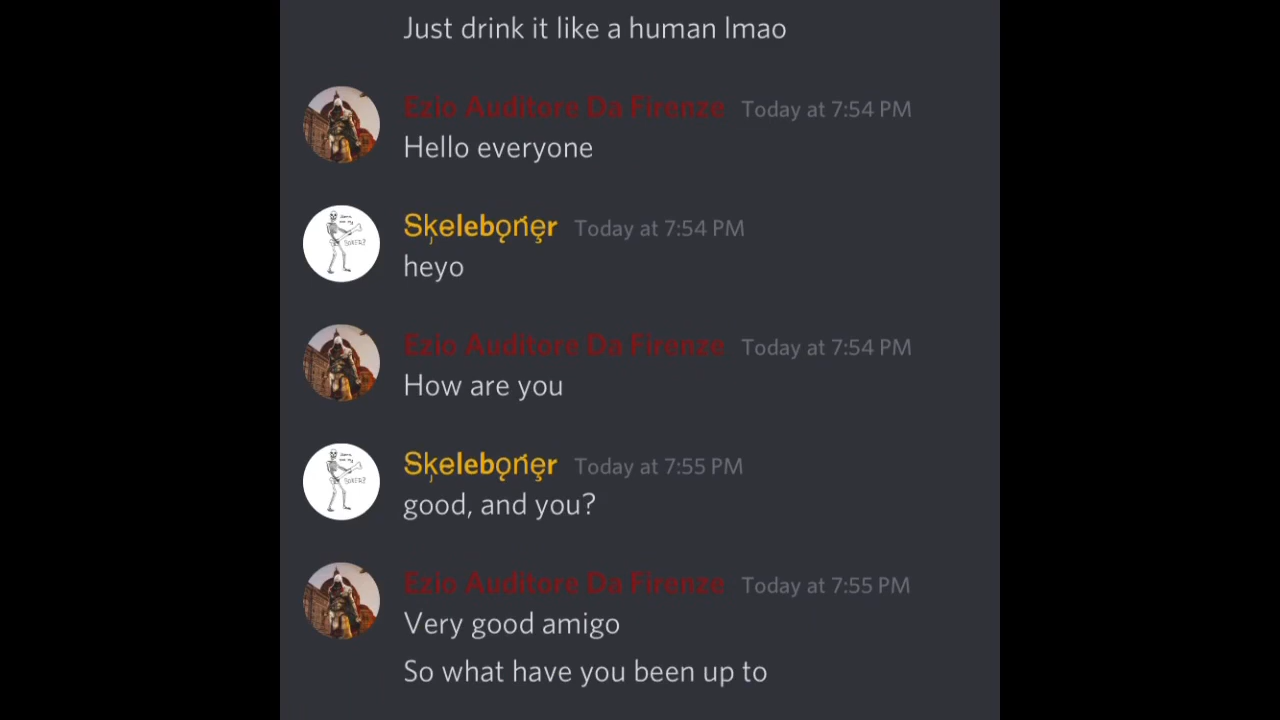 Just drink it like a human lmao
Ezio Auditore Da Firenze Today at 7:54 PM
Hello everyone
Skeleboner Today at 7:54 PM
heyo
Ezio Auditore Da Firenze Today at 7:54 PM
How are you
Skeleboner Today at 7:55 PM
good, and you?
Ezio Auditore Da Firenze Today at 7:55 PM
Very good amigo
So what have you been up to